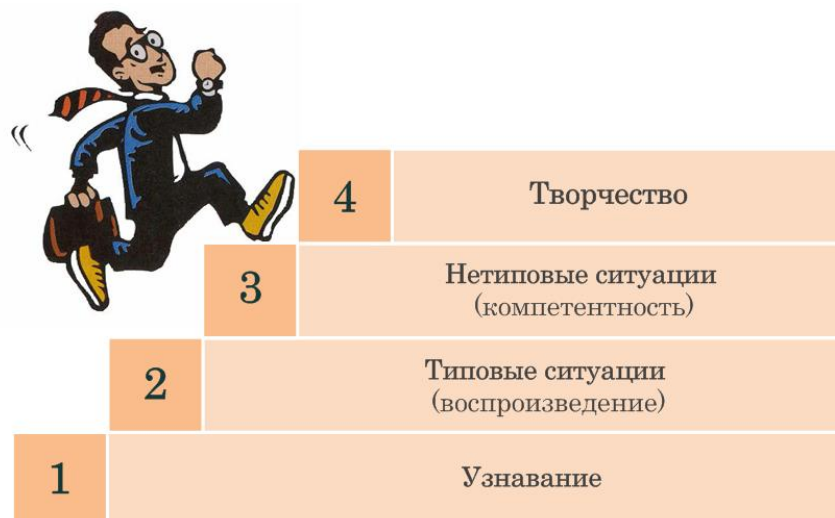 4 Творчество
3 Нетиповые ситуации
(компетентность)
2 Типовые ситуации
(воспроизведение)
1 Узнавание